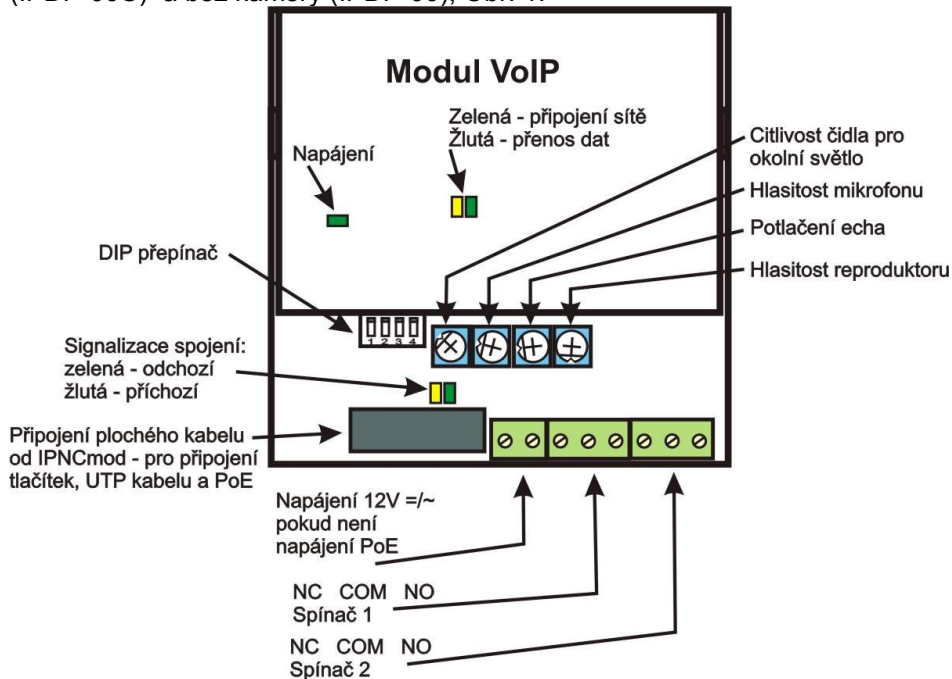 Modul VoIP
Zelená - připojení sítě
Žlutá - přenos dat
Napájení
Citlivost čidla pro
okolní světlo
Hlasitost mikrofonu
Potlačení echa
Hlasitost reproduktoru
DIP přepínač
1 2 3 4
Signalizace spojení:
zelená - odchozí
žlutá - příchozí
Připojení plochého kabelu
od IPNCmod - pro připojení
tlačítek, UTP kabelu a PoE
Napájení 12V =/~
pokud není
napájení PoE
NC COM NO
Spínač 1
NC COM NO
Spínač 2